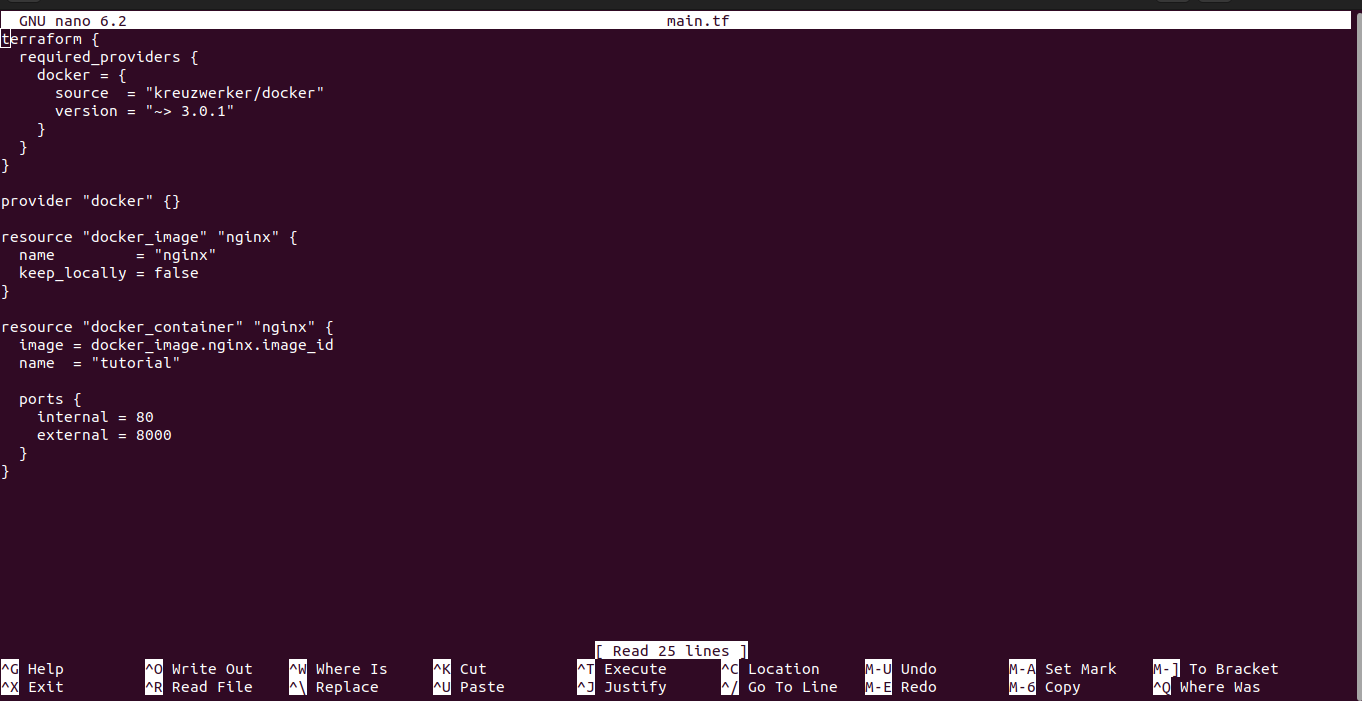 GNU nano 6.2 main.tf
terraform {
  required_providers {
    docker = {
      source  = "kreuzwerker/docker"
      version = "~> 3.0.1"
    }
  }
}

provider "docker" {}

resource "docker_image" "nginx" {
  name         = "nginx"
  keep_locally = false
}

resource "docker_container" "nginx" {
  image = docker_image.nginx.image_id
  name  = "tutorial"

  ports {
    internal = 80
    external = 8000
  }
}
[ Read 25 lines ]
^G Help ^O Write Out ^W Where Is ^K Cut ^T Execute ^C Location M-U Undo M-A Set Mark M-] To Bracket
^X Exit ^R Read File ^\ Replace ^U Paste ^J Justify ^/ Go To Line M-E Redo M-6 Copy ^Q Where Was